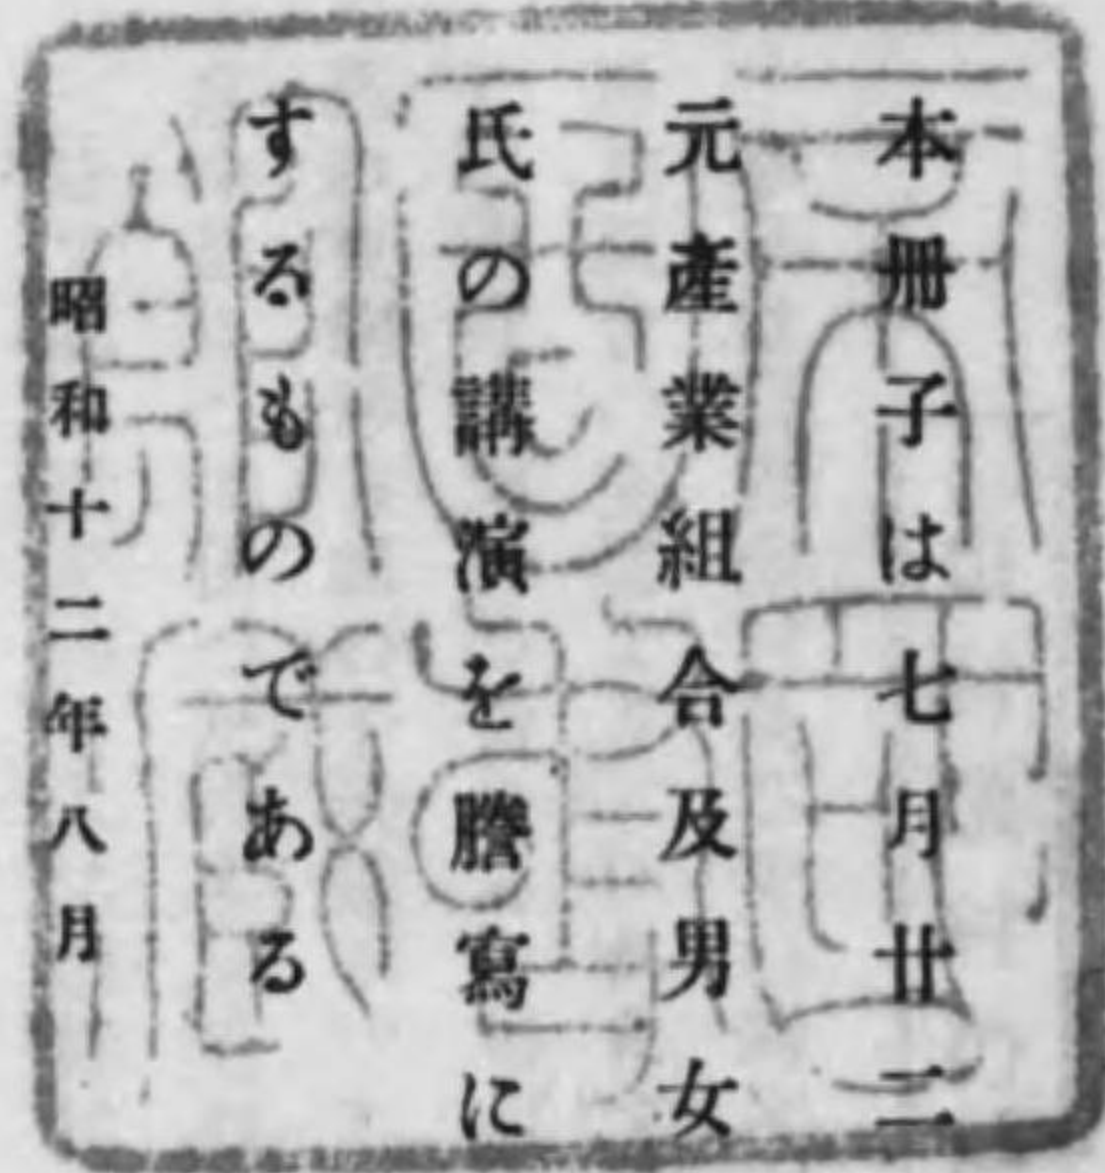 本冊子は七月廿二
元產業組合及男女
氏の講演を謄寫に
するものである
昭和十二年八月